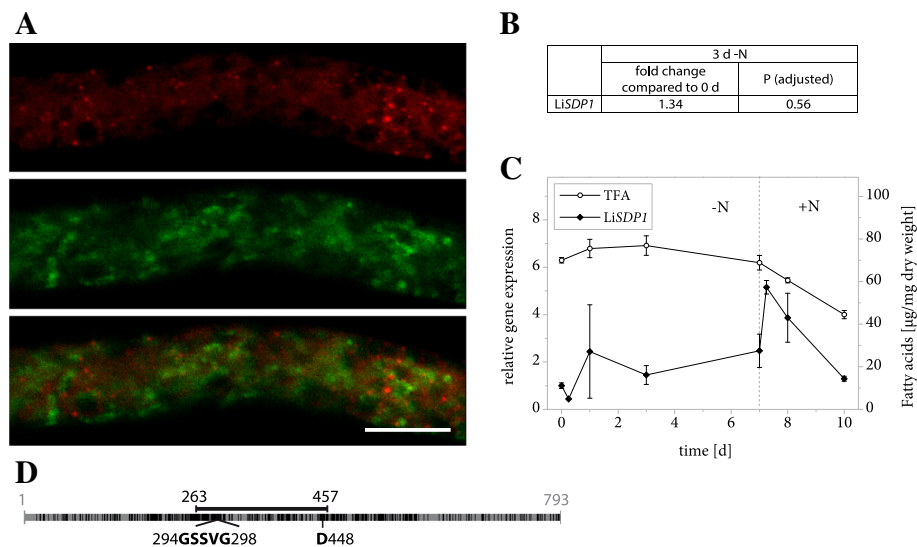 A
B
3 d -N
fold change
compared to 0 d
P (adjusted)
LiSDP1
1.34
0.56
C
TFA
LiSDP1
-N
+N
8
6
4
2
0
relative gene expression
100
80
60
40
20
0
Fatty acids [µg/mg dry weight]
0 2 4 6 8 10
time [d]
D
1
263
457
793
294GSSVG298
D448